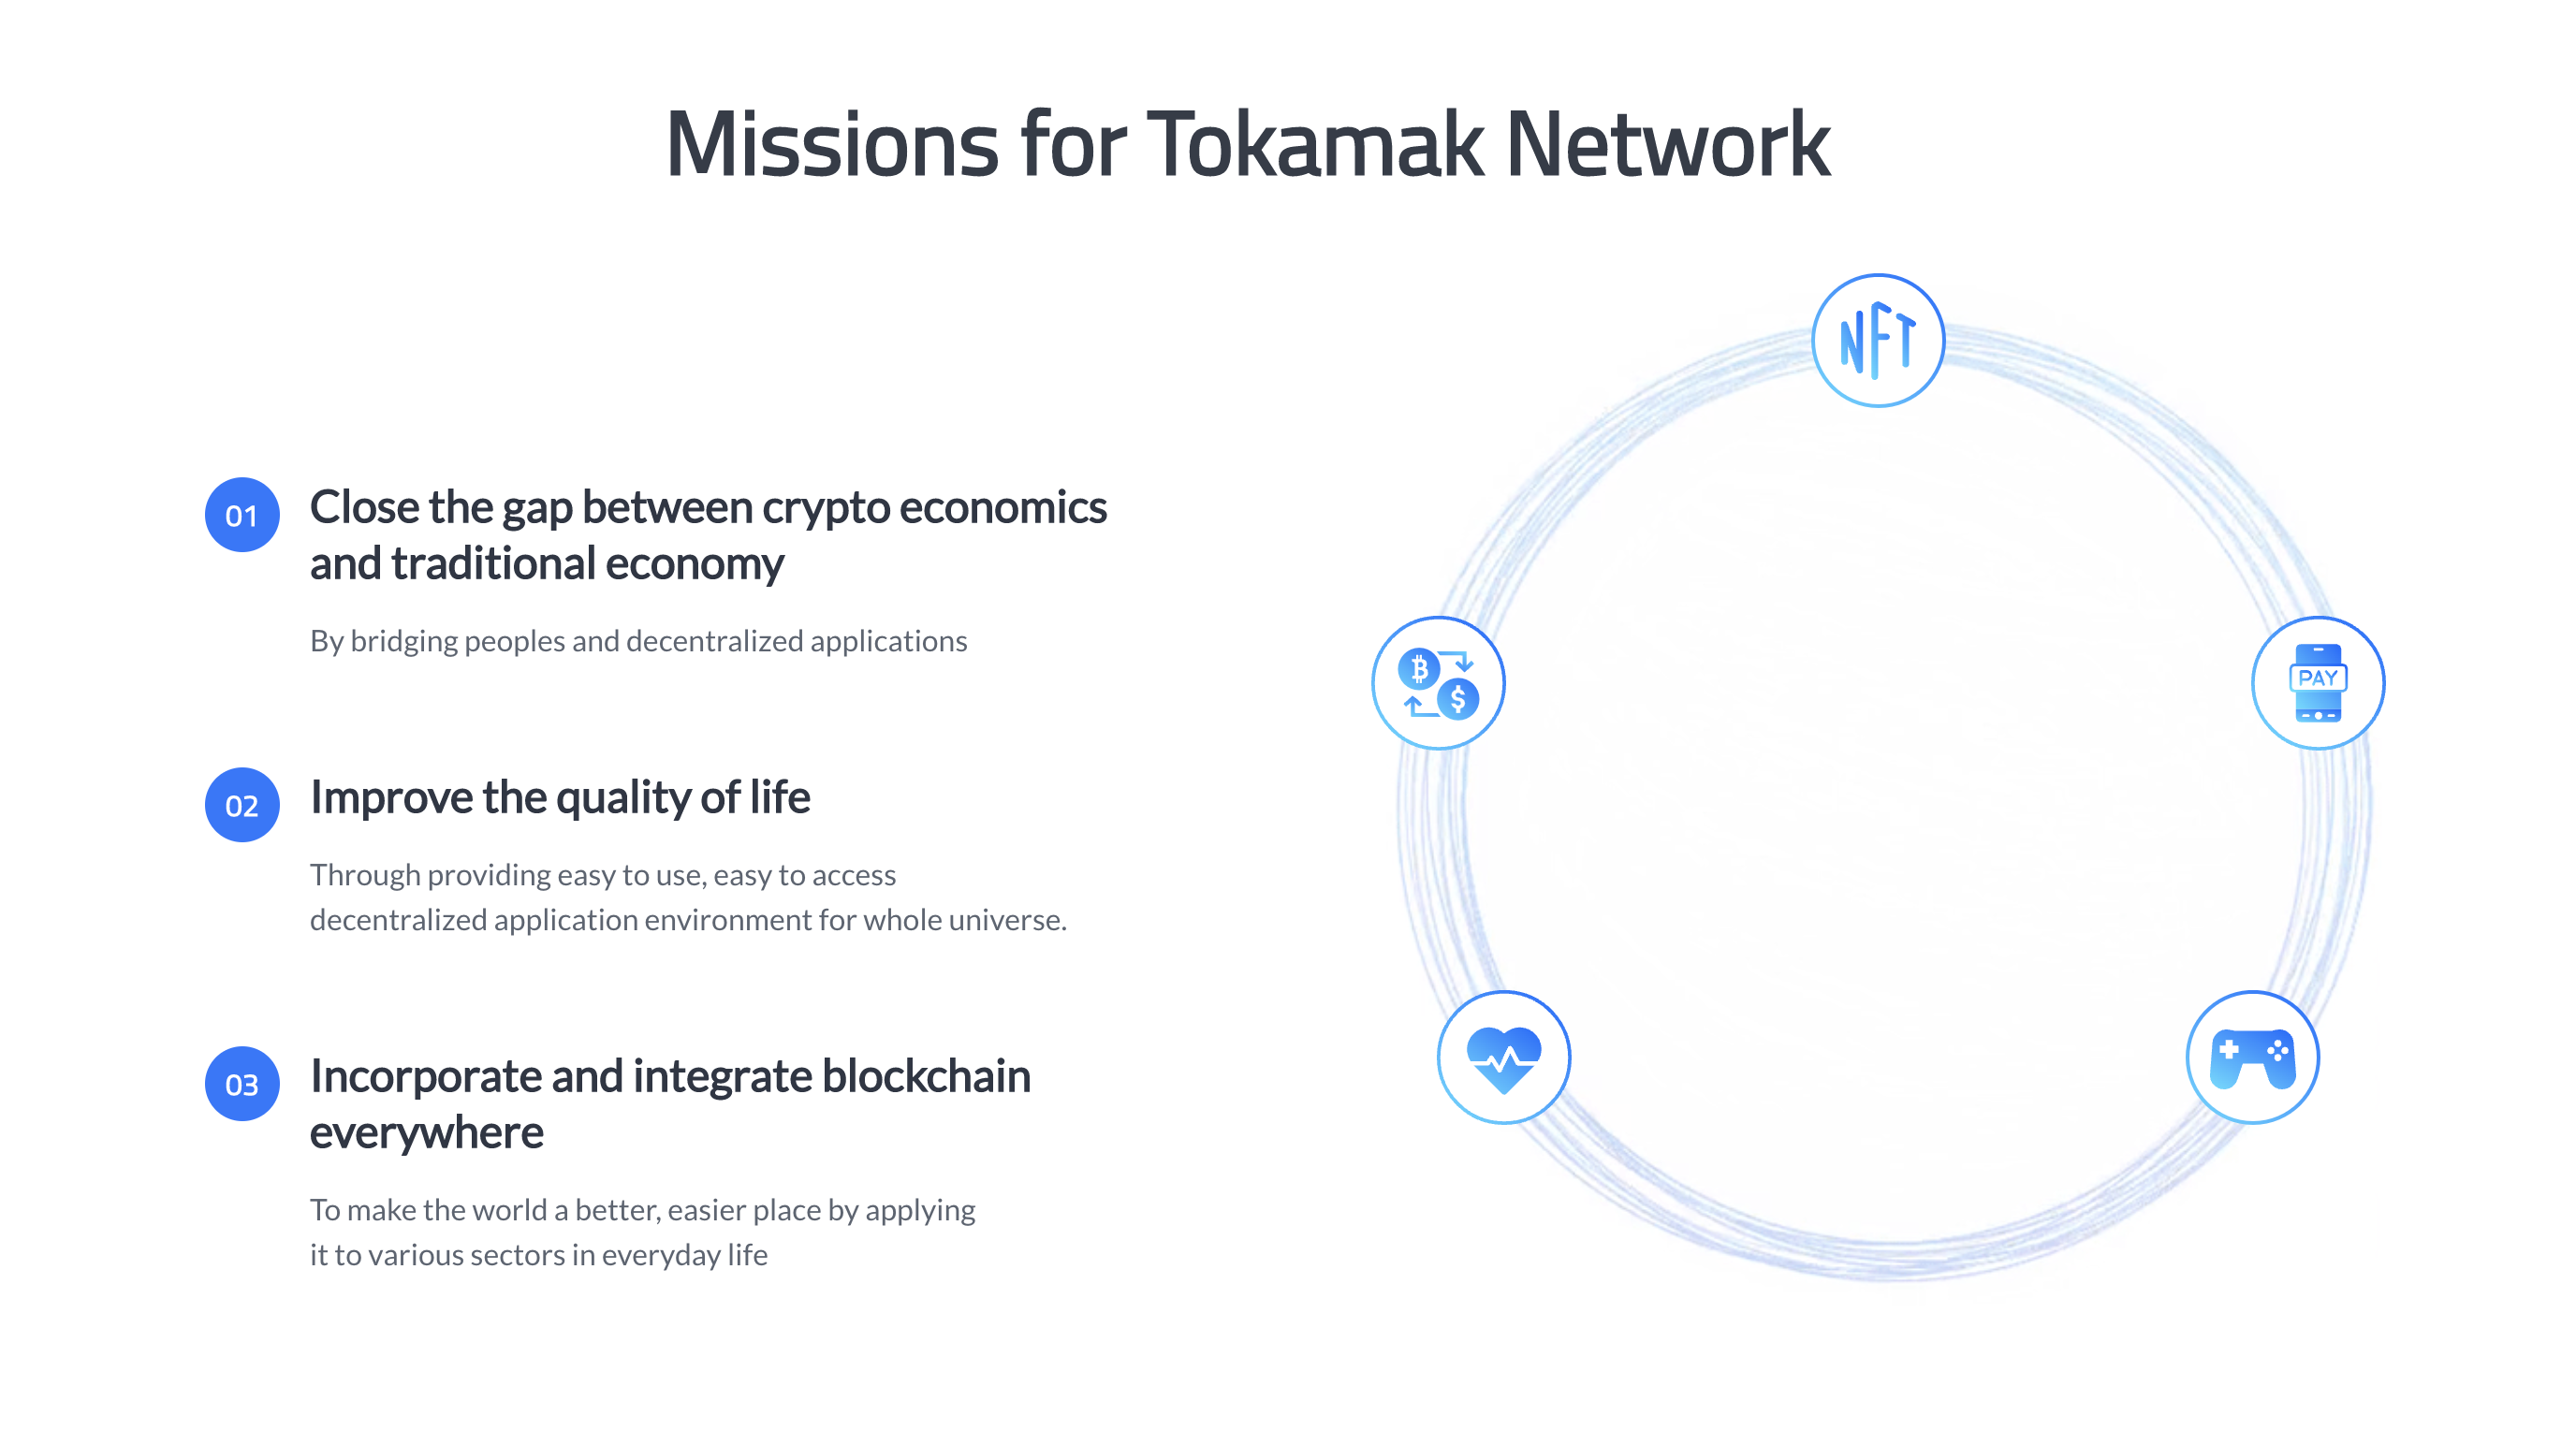 Missions for Tokamak Network
01
Close the gap between crypto economics
and traditional economy
By bridging peoples and decentralized applications
02
Improve the quality of life
Through providing easy to use, easy to access
decentralized application environment for whole universe.
03
Incorporate and integrate blockchain
everywhere
To make the world a better, easier place by applying
it to various sectors in everyday life
NFT
₿
$
PAY